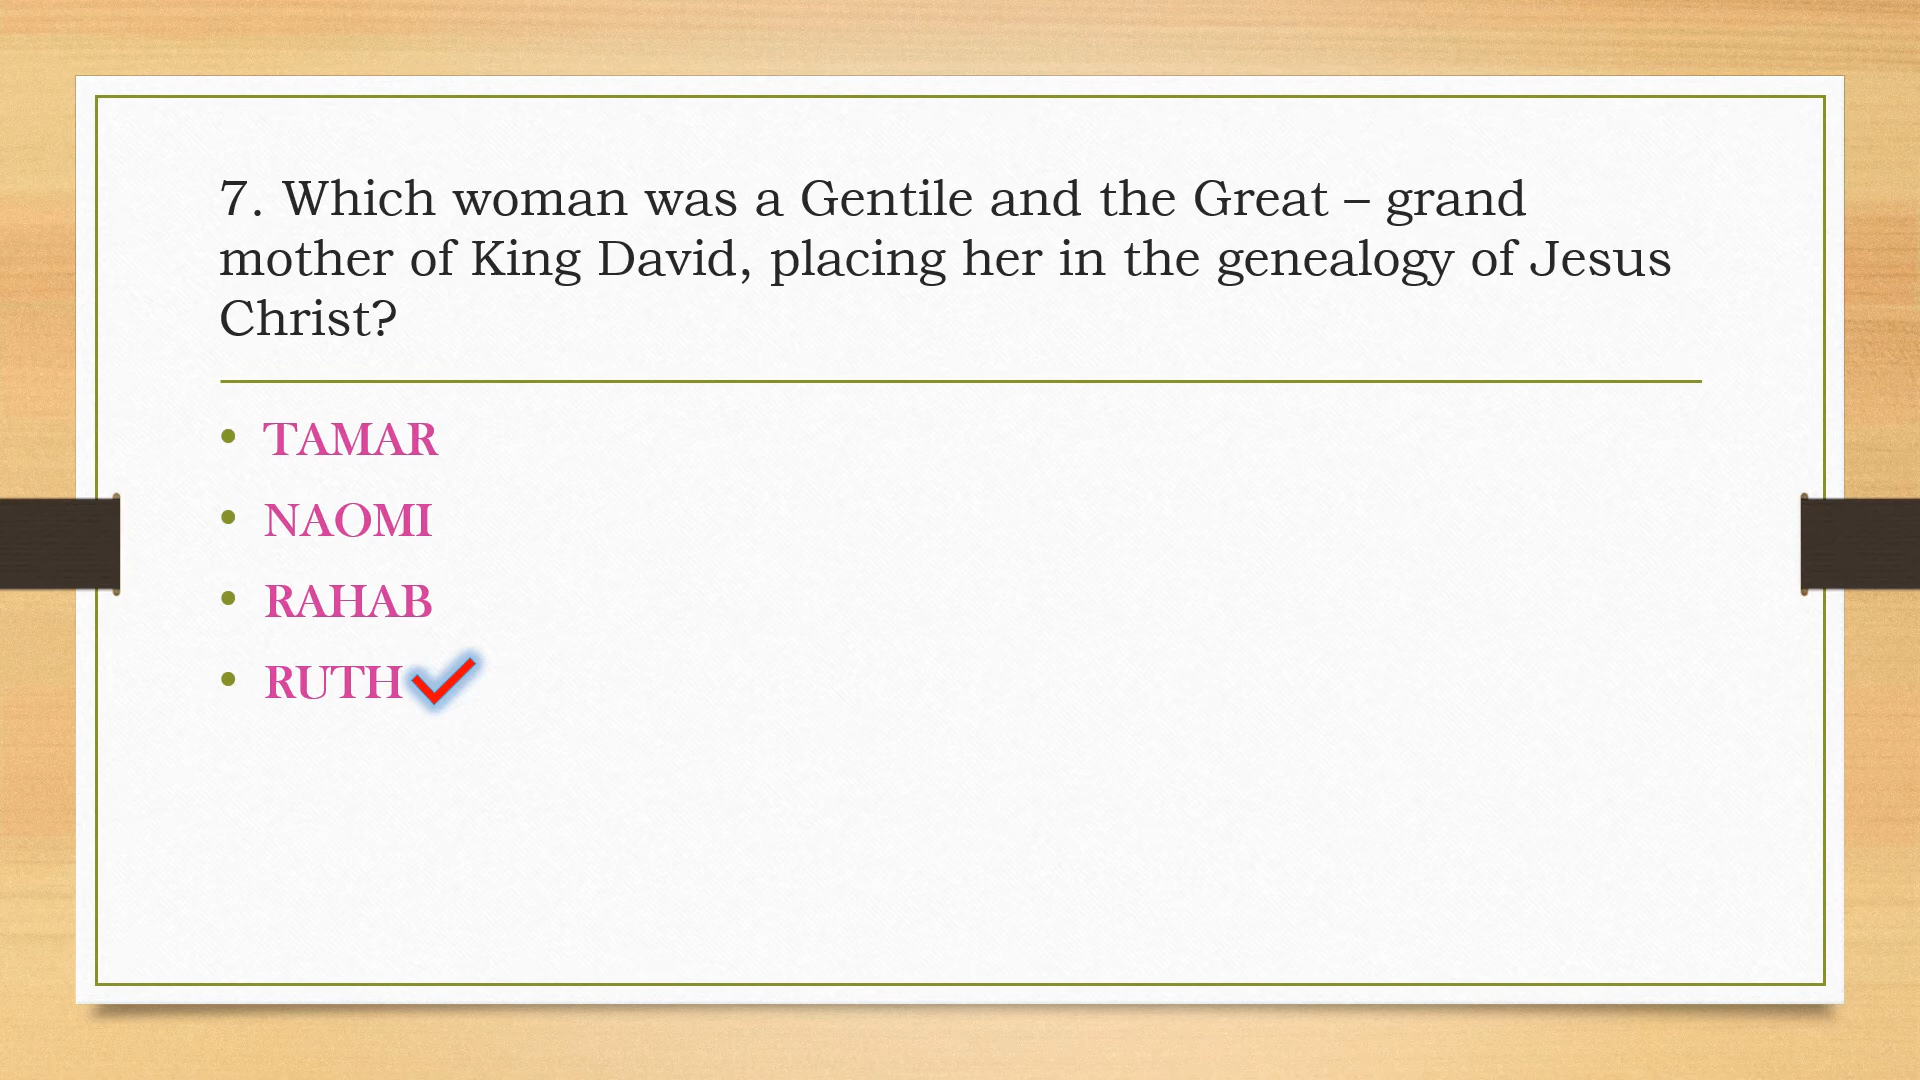 7. Which woman was a Gentile and the Great – grand
mother of King David, placing her in the genealogy of Jesus
Christ?
• TAMAR
• NAOMI
• RAHAB
• RUTH